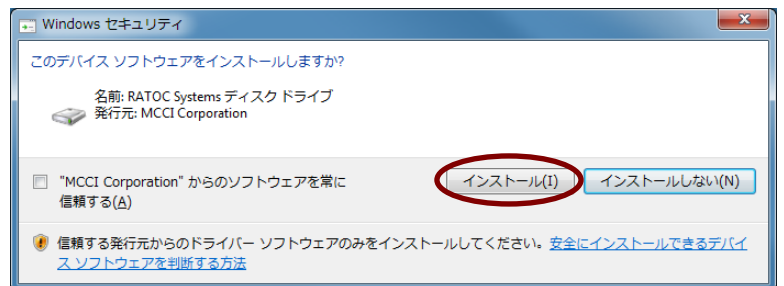 Windows セキュリティ
このデバイス ソフトウェアをインストールしますか?
名前: RATOC Systems ディスク ドライブ
発行元: MCCI Corporation
"MCCI Corporation" からのソフトウェアを常に
信頼する(A)
インストール(I)
インストールしない(N)
信頼する発行元からのドライバー ソフトウェアのみをインストールしてください。安全にインストールできるデバイ
ス ソフトウェアを判断する方法